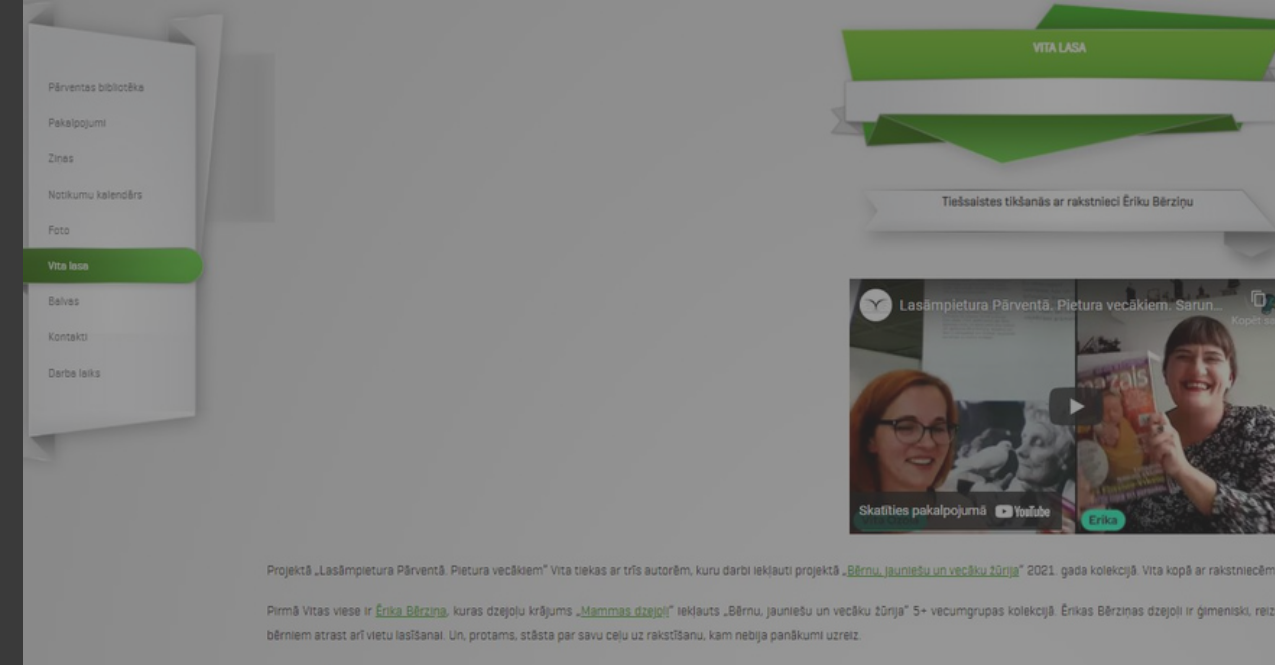 Pārventas bibliotēka
Pakalpojumi
Ziņas
Notikumu kalendārs
Foto
Vita lasa
Balvas
Kontakti
Darba laiks
VITA LASA
Tiešsaistes tikšanās ar rakstnieci Ēriku Bērziņu
Lasāmpietura Pārventā. Pietura vecākiem. Sarun...
Kopēt
mazais
Skatīties pakalpojumā YouTube
Erika
Projektā „Lasāmpietura Pārventā. Pietura vecākiem" Vita tiekas ar trīs autorēm, kuru darbi iekļauti projektā „Bērnu, jauniešu un vecāku žūrija" 2021. gada kolekcijā. Vita kopā ar rakstniecēm
Pirmā Vitas viese ir Ērika Bērziņa, kuras dzejoļu krājums „Mammas dzejoļi" iekļauts „Bērnu, jauniešu un vecāku žūrija" 5+ vecumgrupas kolekcijā. Ērikas Bērziņas dzejoļi ir ģimeniski, reiz
bērniem atrast arī vietu lasīšanai. Un, protams, stāsta par savu ceļu uz rakstīšanu, kam nebija panākumi uzreiz.